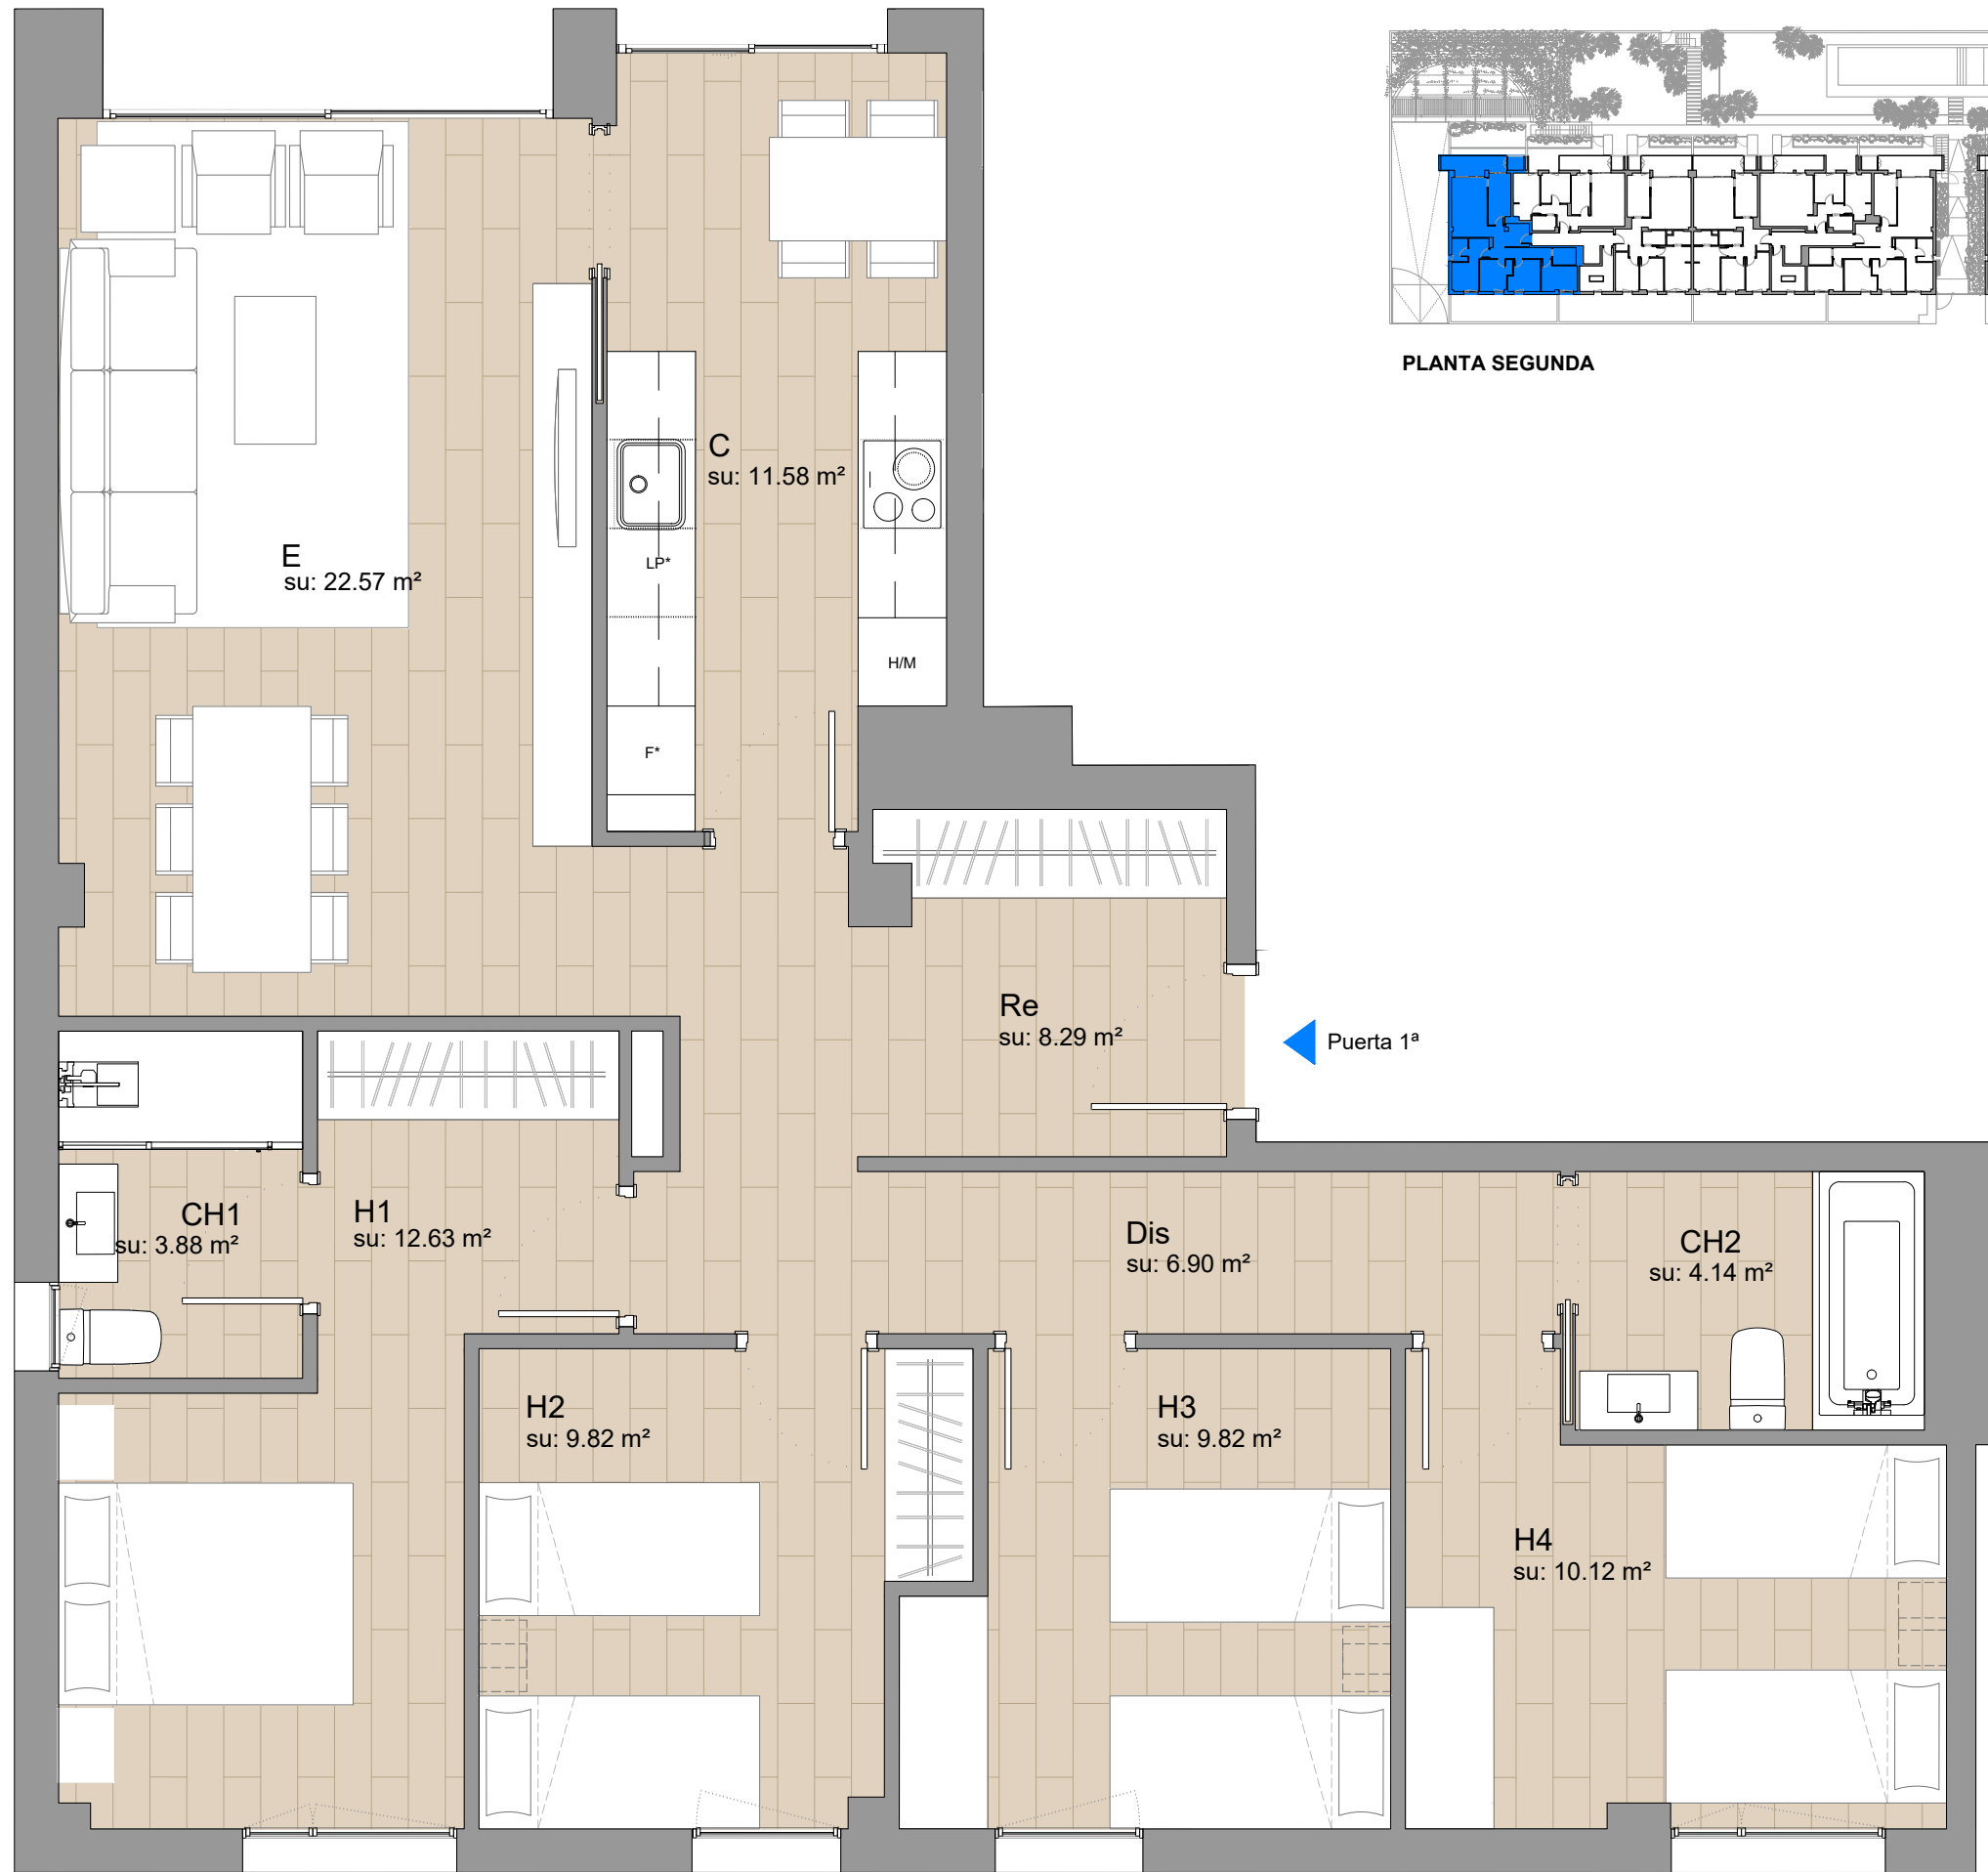 PLANTA SEGUNDA
C
su: 11.58 m²
E
su: 22.57 m²
LP*
H/M
F*
Re
su: 8.29 m²
Puerta 1ª
CH1
su: 3.88 m²
H1
su: 12.63 m²
Dis
su: 6.90 m²
CH2
su: 4.14 m²
H2
su: 9.82 m²
H3
su: 9.82 m²
H4
su: 10.12 m²